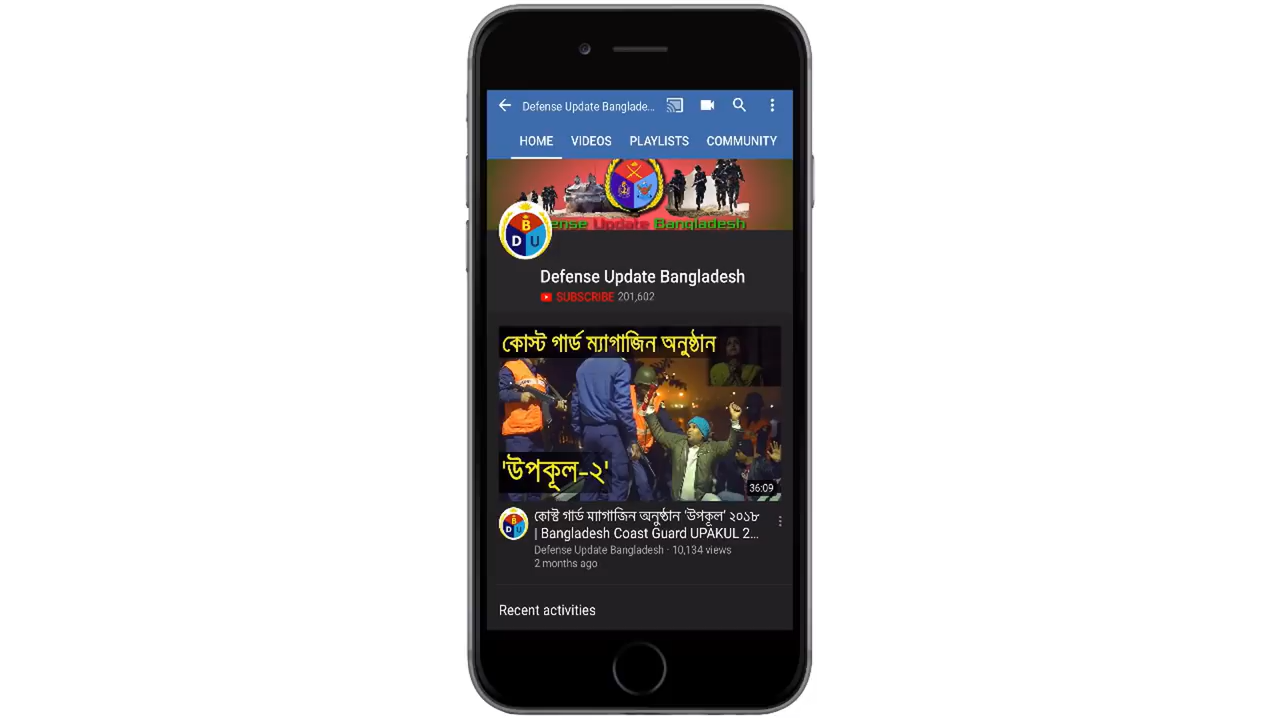 Defense Update Banglade...
HOME VIDEOS PLAYLISTS COMMUNITY
ense Update Bangladesh
B
D U
Defense Update Bangladesh
SUBSCRIBE 201,602
কোস্ট গার্ড ম্যাগাজিন অনুষ্ঠান
'উপকূল-২'
36:09
কোস্ট গার্ড ম্যাগাজিন অনুষ্ঠান 'উপকূল' ২০১৮
| Bangladesh Coast Guard UPAKUL 2...
Defense Update Bangladesh · 10,134 views
2 months ago
Recent activities